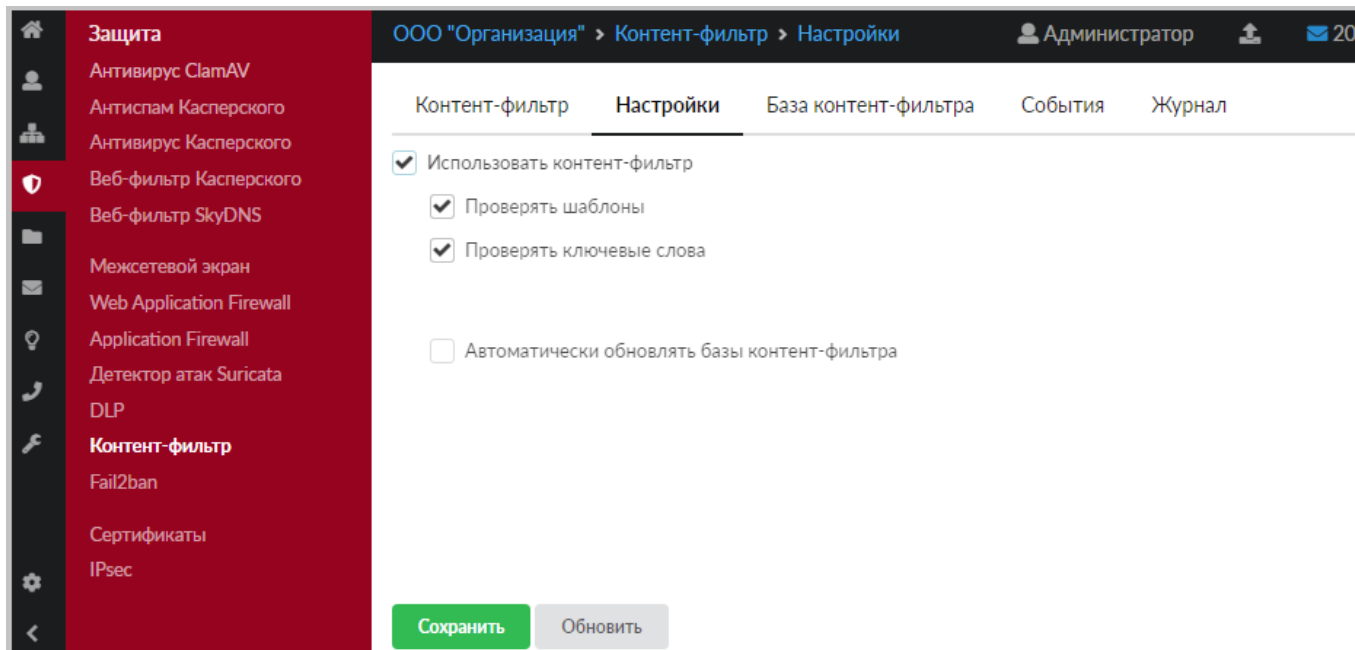 Защита
Антивирус ClamAV
Антиспам Касперского
Антивирус Касперского
Веб-фильтр Касперского
Веб-фильтр SkyDNS
Межсетевой экран
Web Application Firewall
Application Firewall
Детектор атак Suricata
DLP
Контент-фильтр
Fail2ban
Сертификаты
IPsec
ООО "Организация" > Контент-фильтр > Настройки
Администратор
20
Контент-фильтр Настройки База контент-фильтра События Журнал
Использовать контент-фильтр
Проверять шаблоны
Проверять ключевые слова
Автоматически обновлять базы контент-фильтра
Сохранить Обновить